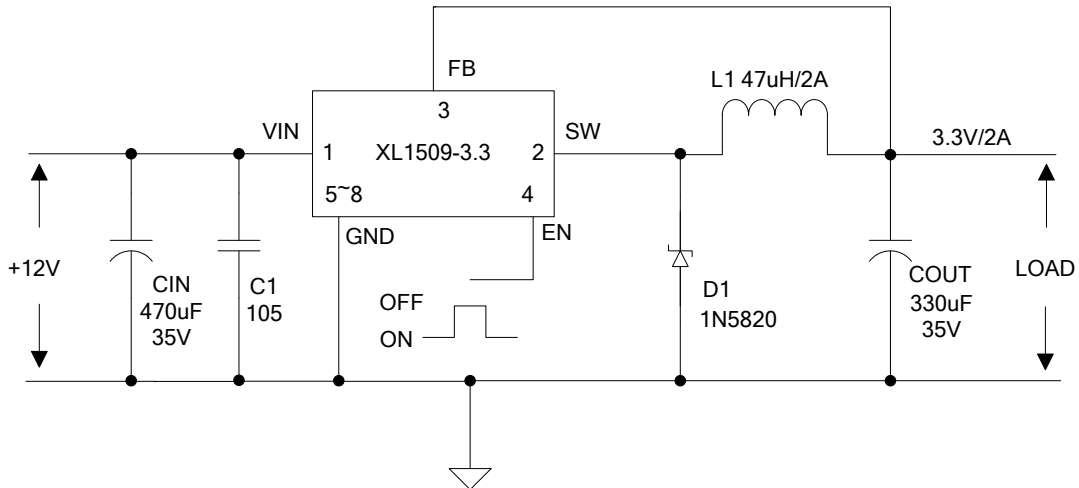 FB
L1 47uH/2A
3
VIN
SW
3.3V/2A
1
XL1509-3.3
2
5~8
4
GND
EN
+12V
CIN
470uF
35V
C1
105
OFF
ON
D1
1N5820
COUT
330uF
35V
LOAD